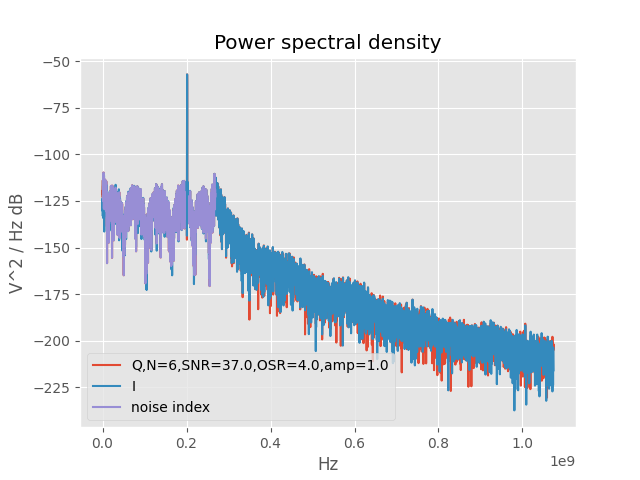 Power spectral density
−50
−75
−100
−125
−150
−175
−200
−225
V^2 / Hz dB
Q,N=6,SNR=37.0,OSR=4.0,amp=1.0
I
noise index
0.0
0.2
0.4
0.6
0.8
1.0
1e9
Hz